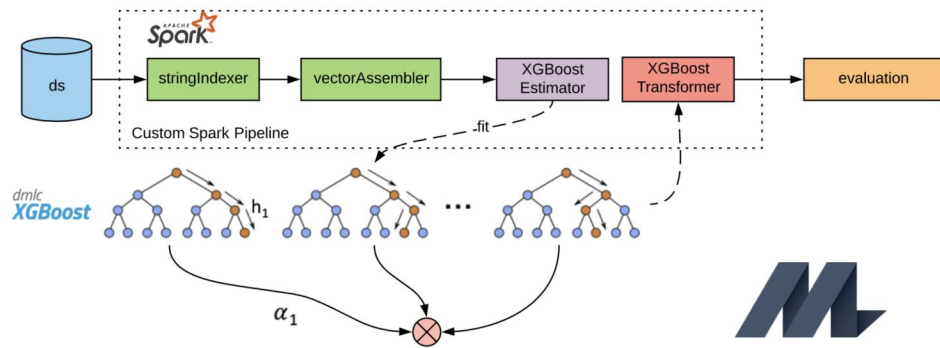 APACHE
Spark
ds
stringIndexer
vectorAssembler
XGBoost
Estimator
XGBoost
Transformer
evaluation
fit
Custom Spark Pipeline
dmlc
XGBoost
h1
...
α1